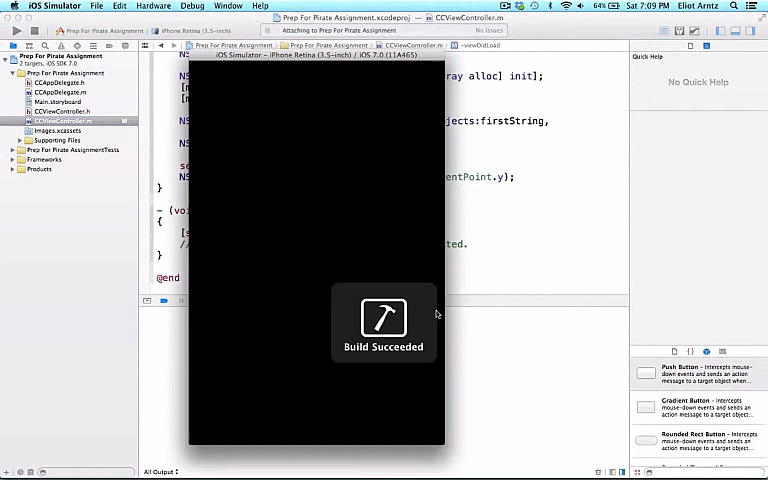 iOS Simulator File Edit Hardware Debug Window Help 64% Sat 7:09 PM Eliot Arntz
Prep For Pirate Assignment.xcodeproj — CCViewController.m
Prep For Pirate Assignment iPhone Retina (3.5-inch) Attaching to Prep For Pirate Assignment No Issues
Prep For Pirate Assignment Prep For Pirate Assignment CCViewController.m -viewDidLoad
iOS Simulator - iPhone Retina (3.5-inch) / iOS 7.0 (11A465)
Prep For Pirate Assignment
2 targets, iOS SDK 7.0
Prep For Pirate Assignment
CCAppDelegate.h
CCAppDelegate.m
Main.storyboard
CCViewController.h
CCViewController.m M
Images.xcassets
Supporting Files
Prep For Pirate AssignmentTests
Frameworks
Products
NS
NS ray alloc] init];
[m
[m
NS jects:firstString,
NS
se
NS entPoint.y);
}
- (voi
{
[s
// ted.
}
@end
Build Succeeded
All Output
Quick Help
No Quick Help
Push Button - Intercepts mouse-
down events and sends an action
message to a target object when...
Gradient Button - Intercepts
mouse-down events and sends an
action message to a target object...
Rounded Rect Button - Intercepts
mouse-down events and sends an
action message to a target object...